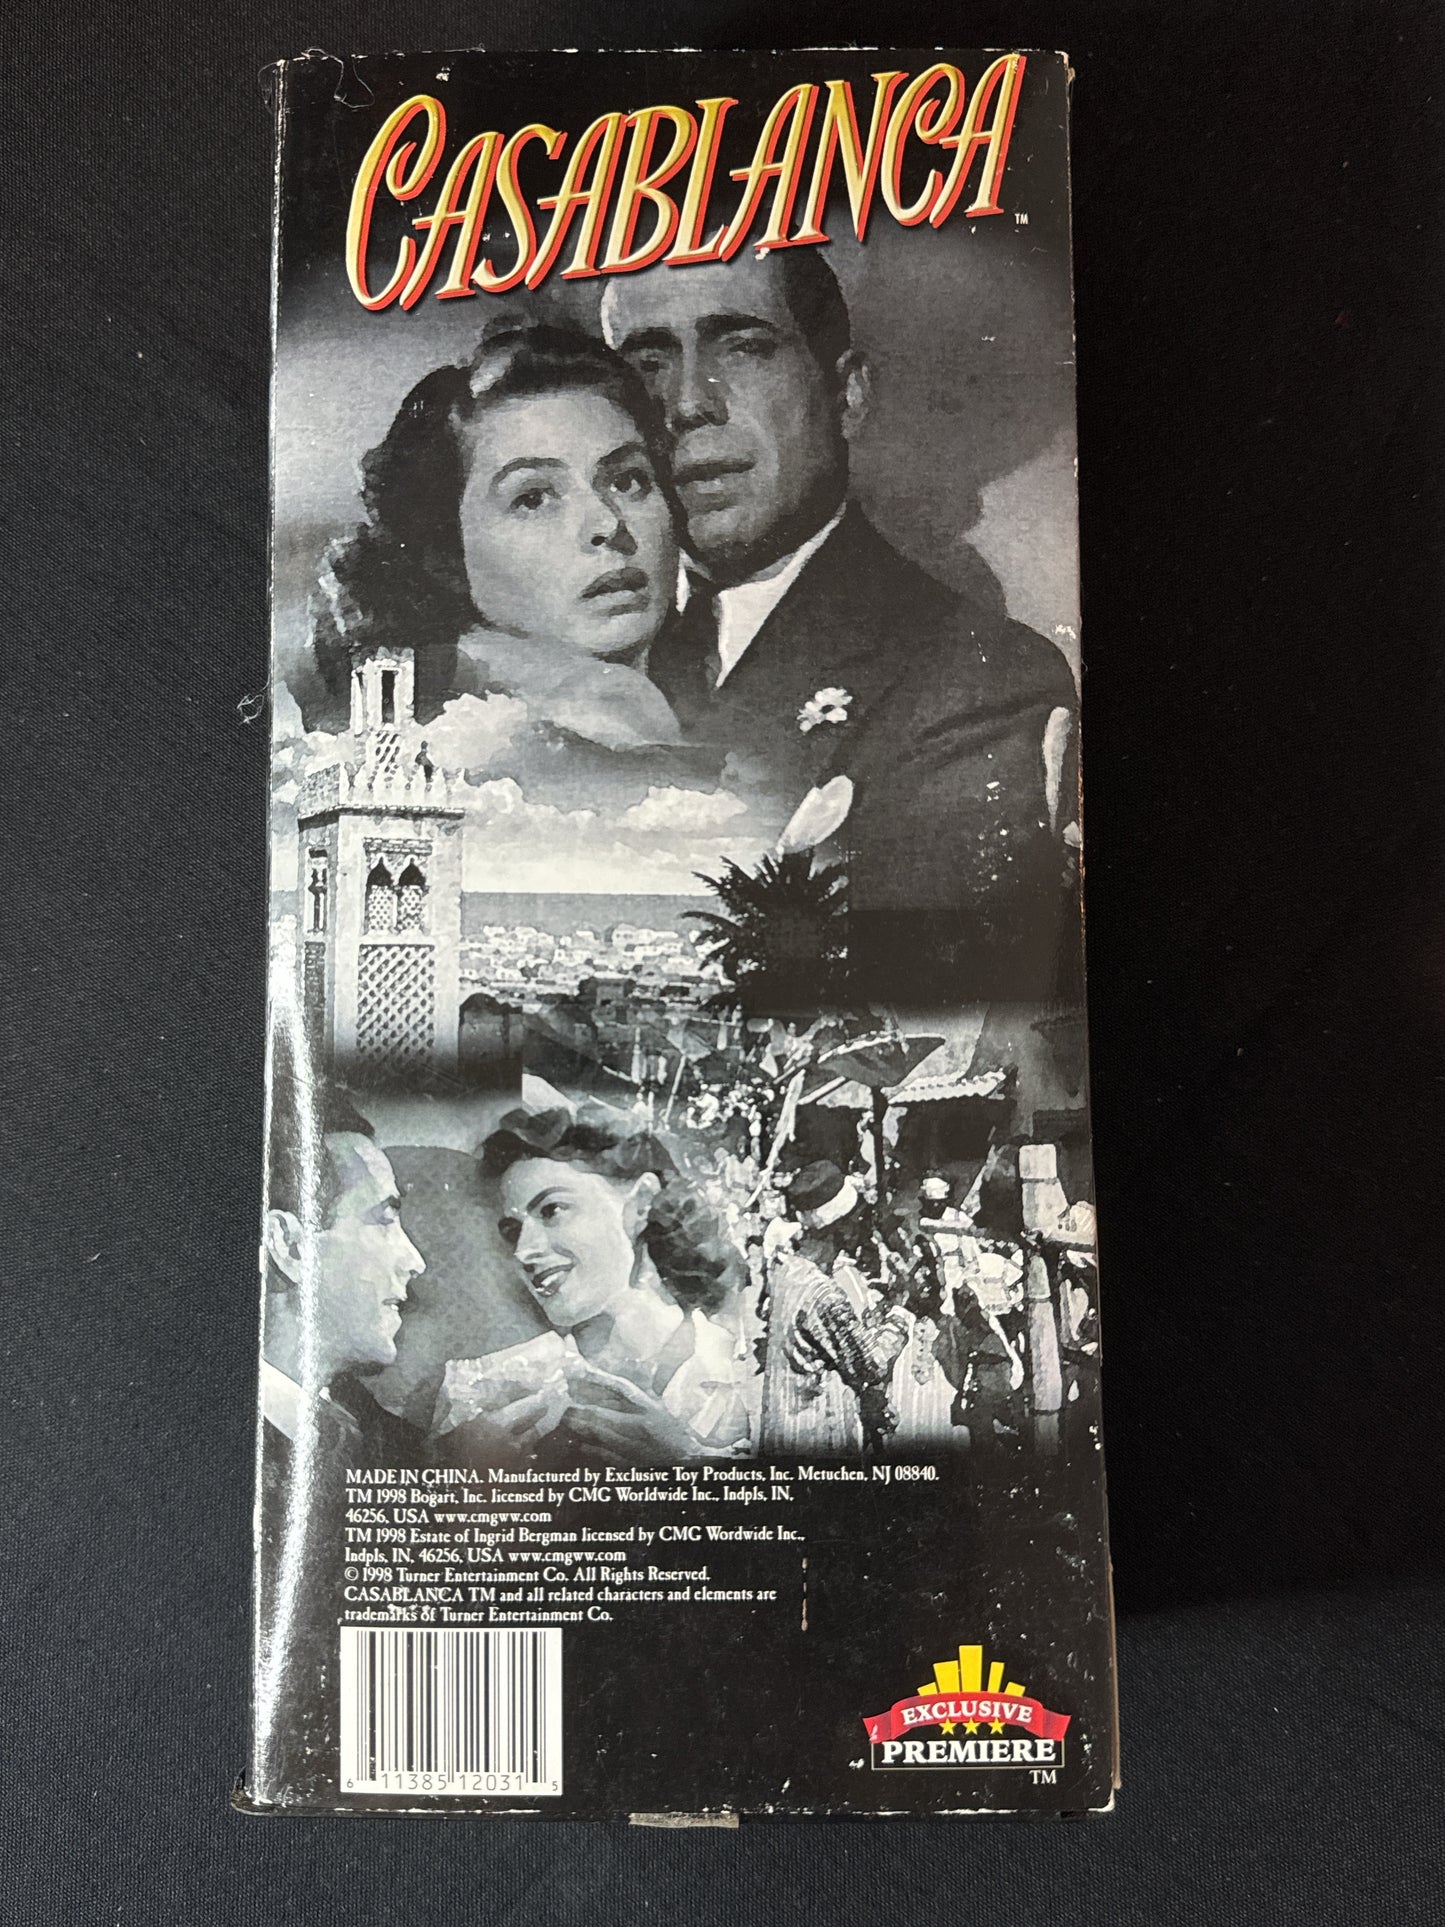 CASABLANCA
TM
MADE IN CHINA. Manufactured by Exclusive Toy Products, Inc. Metuchen, NJ 08840.
TM 1998 Bogart, Inc. licensed by CMG Worldwide Inc., Indpls, IN,
46256, USA www.cmgww.com
TM 1998 Estate of Ingrid Bergman licensed by CMG Wordwide Inc.,
Indpls, IN, 46256, USA www.cmgww.com
© 1998 Turner Entertainment Co. All Rights Reserved.
CASABLANCA TM and all related characters and elements are
trademarks of Turner Entertainment Co.
6 11385 12031 5
EXCLUSIVE
PREMIERE
TM